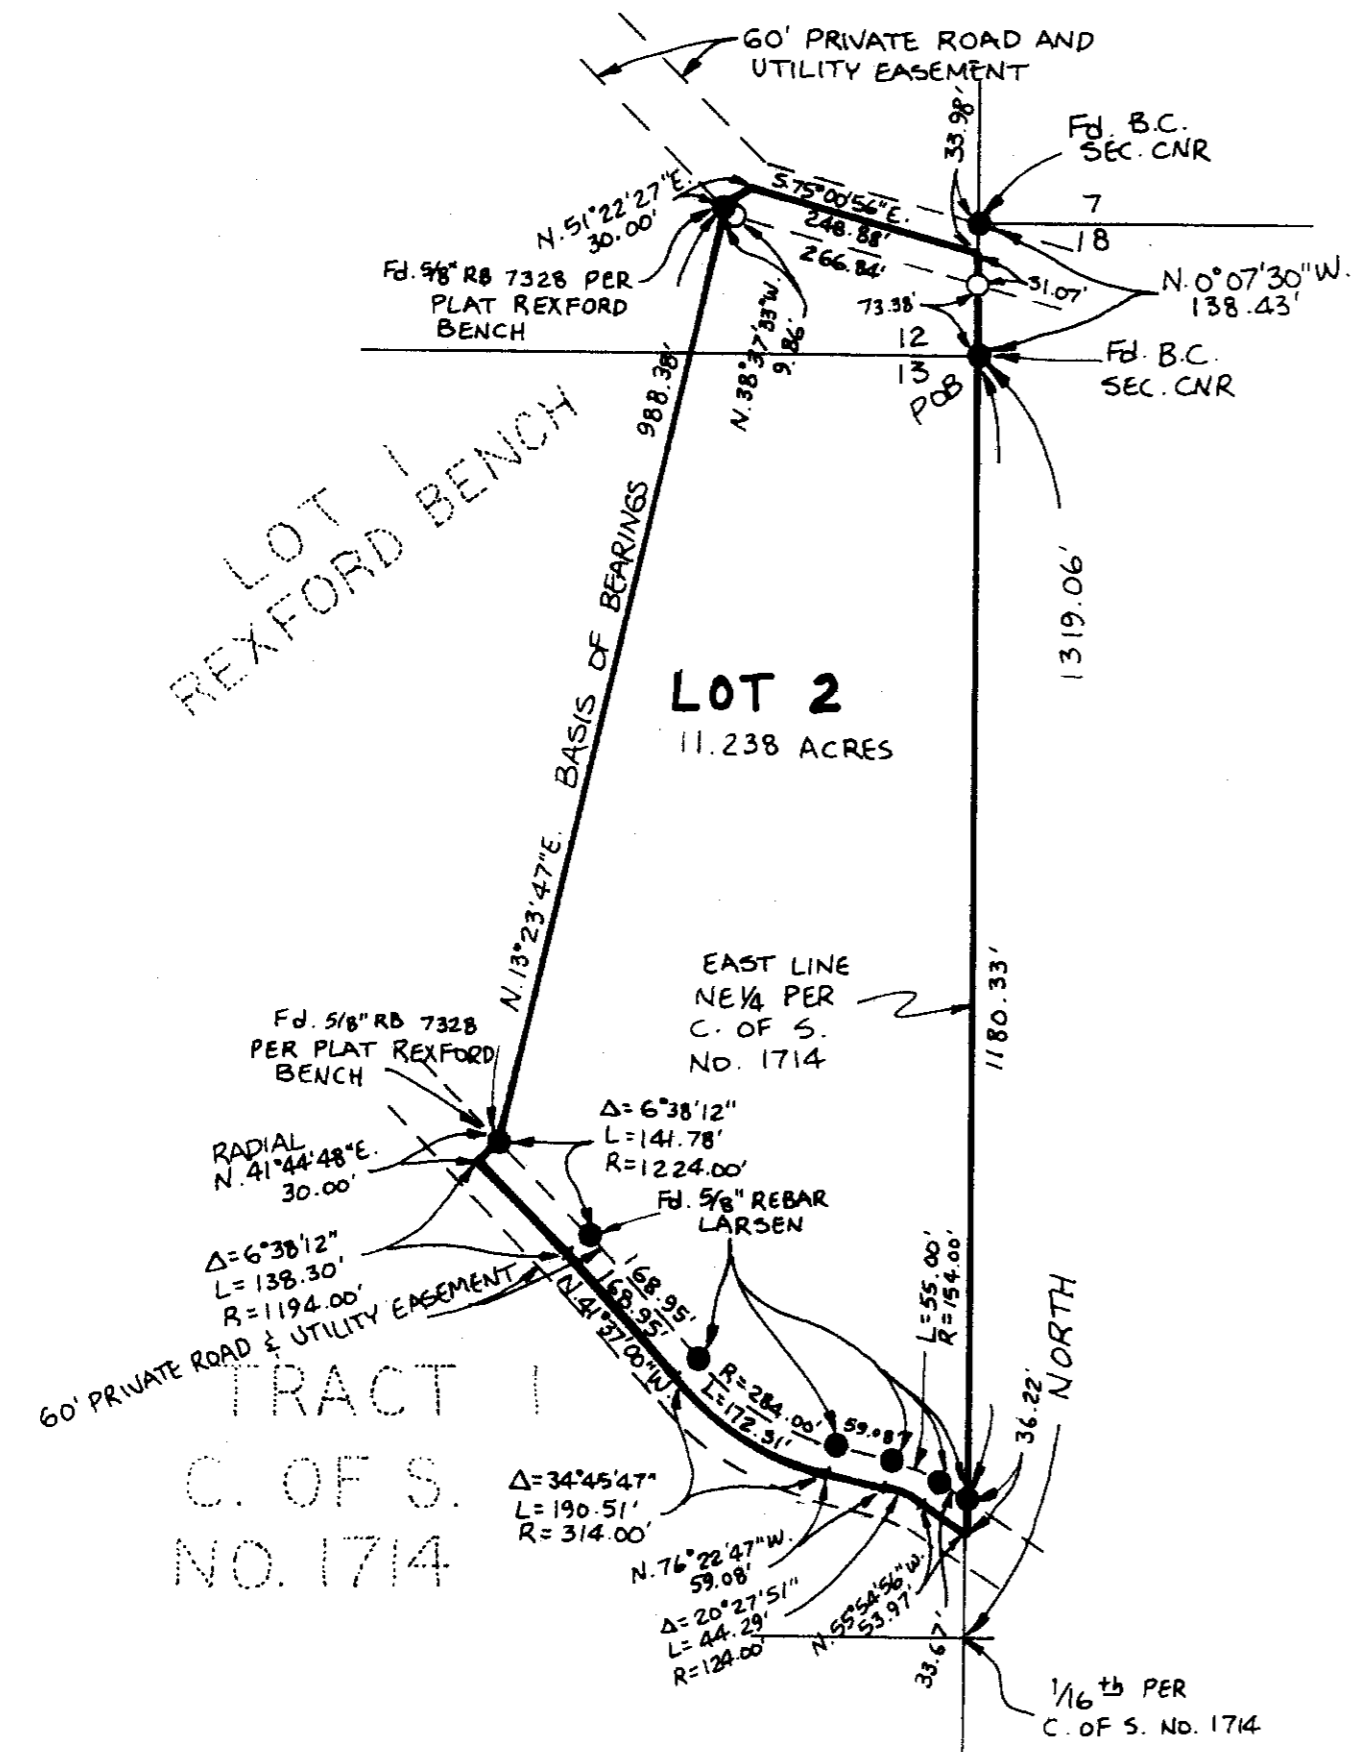 60' PRIVATE ROAD AND
UTILITY EASEMENT
33.98'
Fd. B.C.
SEC. CNR
7
18
N.51°22'27"E.
30.00'
S.75°00'56"E.
248.88'
266.84'
Fd. 5/8" RB 7328 PER
PLAT REXFORD
BENCH
31.07'
73.38'
N.0°07'30"W.
138.43'
12
13
POB
Fd. B.C.
SEC. CNR
N.38°37'33"W.
9.86'
988.38'
LOT 1
REXFORD BENCH
BASIS OF BEARINGS
N.13°23'47"E.
1319.06'
LOT 2
11.238 ACRES
EAST LINE
NE1/4 PER
C. OF S.
NO. 1714
1180.33'
Fd. 5/8" RB 7328
PER PLAT REXFORD
BENCH
Δ=6°38'12"
L=141.78'
R=1224.00'
RADIAL
N.41°44'48"E.
30.00'
Fd. 5/8" REBAR
LARSEN
Δ=6°38'12"
L=138.30'
R=1194.00'
60' PRIVATE ROAD & UTILITY EASEMENT
168.95'
168.95'
N.41°37'00"W.
L=55.00'
R=154.00'
NORTH
36.22'
R=284.00'
L=172.31'
59.08'
TRACT 1
C. OF S.
NO. 1714
Δ=34°45'47"
L=190.51'
R=314.00'
N.76°22'47"W.
59.08'
Δ=20°27'51"
L=44.29'
R=124.00'
N.55°54'56"W.
53.97'
33.67'
1/16th PER
C. OF S. NO. 1714